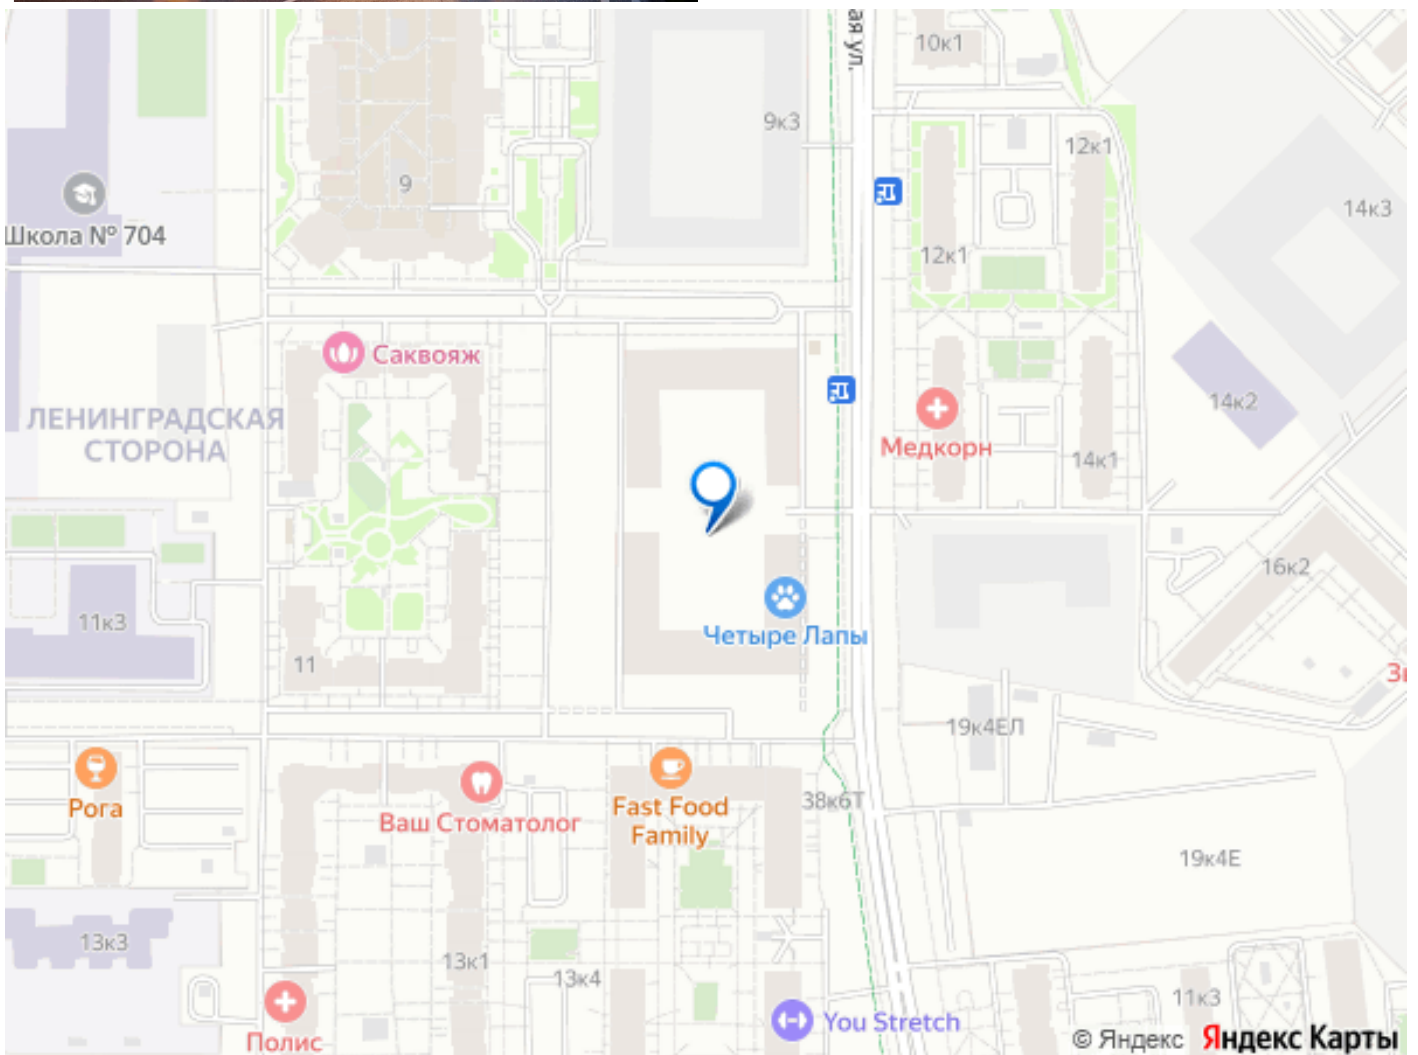 ая ул.
10к1
9к3
12к1
9
Школа № 704
14к3
12к1
Саквояж
ЛЕНИНГРАДСКАЯ
СТОРОНА
14к2
Медкорн
14к1
16к2
11к3
Четыре Лапы
11
Зв
19к4ЕЛ
Рога
Ваш Стоматолог
Fast Food
Family
38к6Т
19к4Е
13к3
13к1
13к4
11к3
You Stretch
Полис
© Яндекс Яндекс Карты